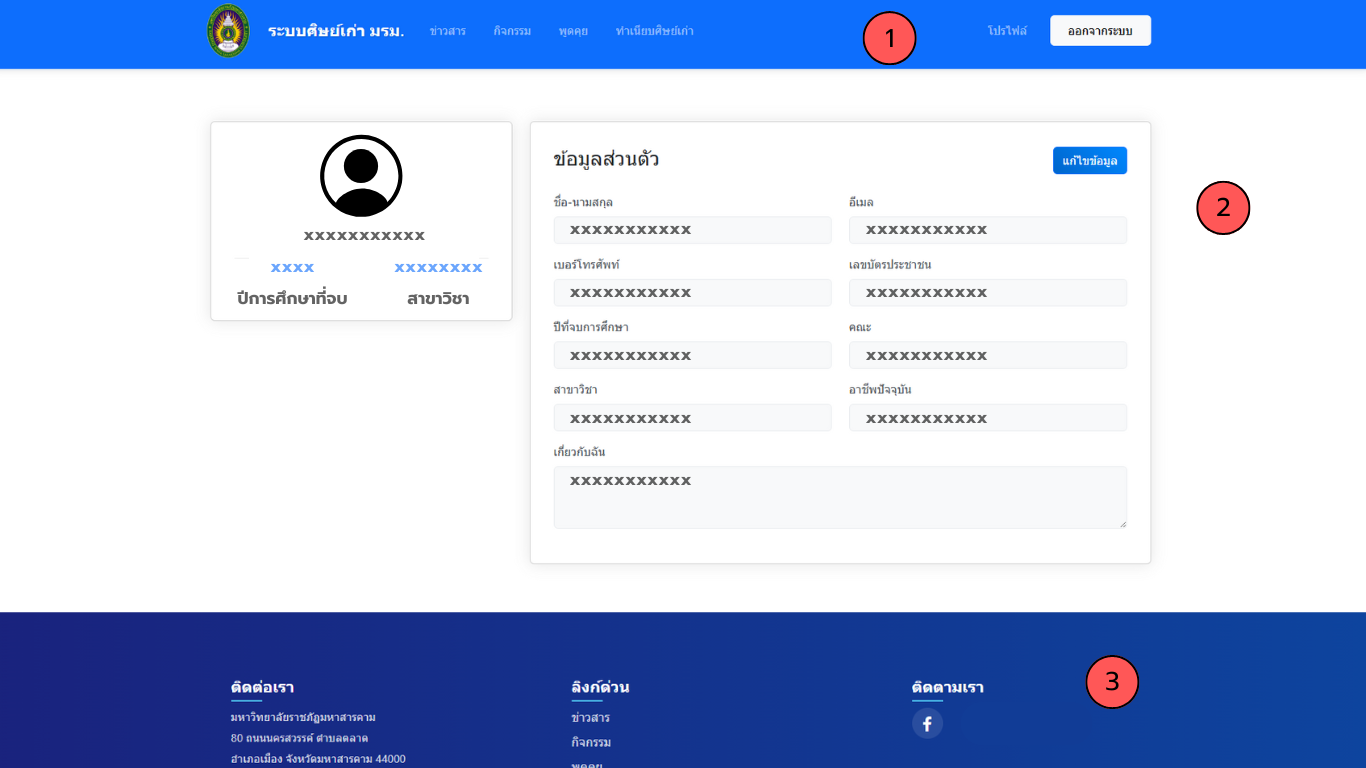 ระบบศิษย์เก่า มรม. ข่าวสาร กิจกรรม พูดคุย ทำเนียบศิษย์เก่า 1 โปรไฟล์ ออกจากระบบ
xxxxxxxxxxx
xxxx xxxxxxxx
ปีการศึกษาที่จบ สาขาวิชา
ข้อมูลส่วนตัว แก้ไขข้อมูล
2
ชื่อ-นามสกุล อีเมล
xxxxxxxxxxx xxxxxxxxxxx
เบอร์โทรศัพท์ เลขบัตรประชาชน
xxxxxxxxxxx xxxxxxxxxxx
ปีที่จบการศึกษา คณะ
xxxxxxxxxxx xxxxxxxxxxx
สาขาวิชา อาชีพปัจจุบัน
xxxxxxxxxxx xxxxxxxxxxx
เกี่ยวกับฉัน
xxxxxxxxxxx
ติดต่อเรา ลิงก์ด่วน ติดตามเรา 3
มหาวิทยาลัยราชภัฏมหาสารคาม ข่าวสาร
80 ถนนนครสวรรค์ ตำบลตลาด กิจกรรม
อำเภอเมือง จังหวัดมหาสารคาม 44000 พูดคุย